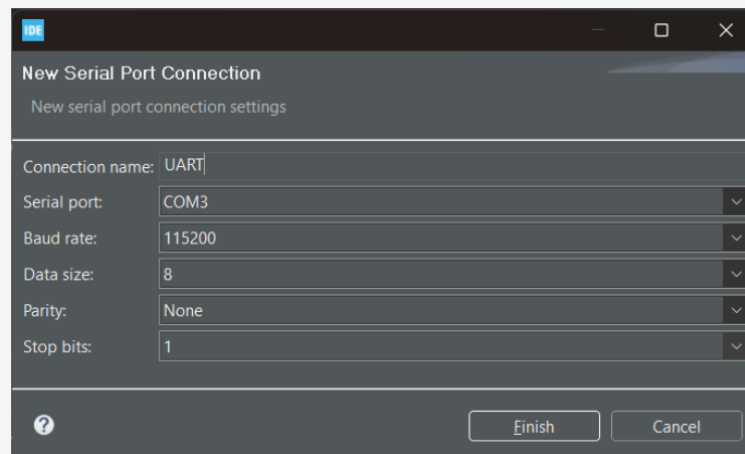 IDE
New Serial Port Connection
New serial port connection settings
Connection name: UART
Serial port: COM3
Baud rate: 115200
Data size: 8
Parity: None
Stop bits: 1
? Finish Cancel